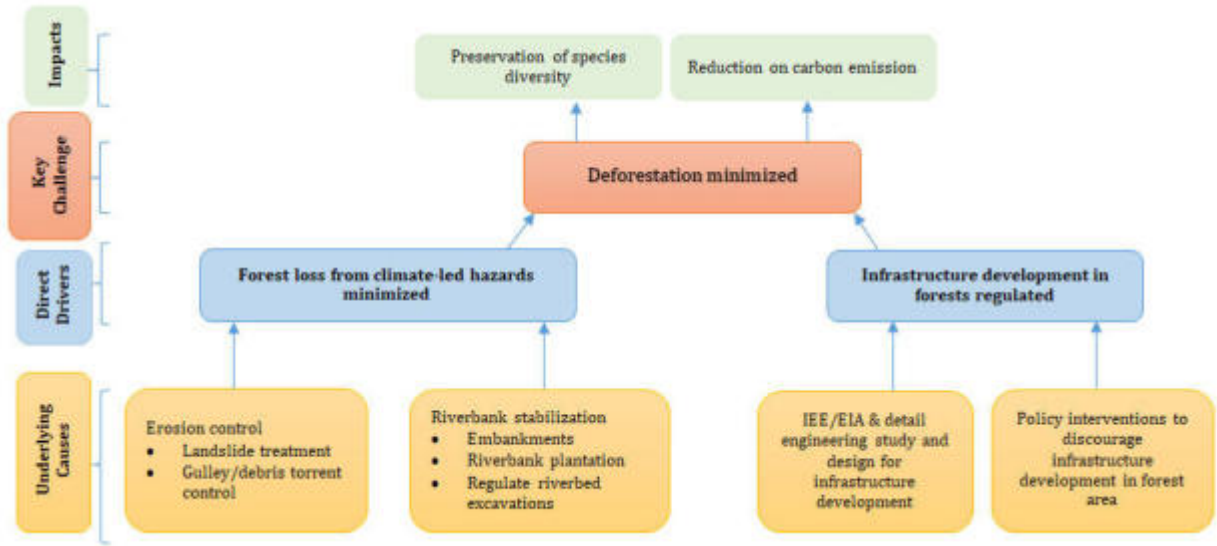 Impacts
Preservation of species
diversity
Reduction on carbon emission
Key
Challenge
Deforestation minimized
Direct
Drivers
Forest loss from climate-led hazards
minimized
Infrastructure development in
forests regulated
Underlying
Causes
Erosion control
• Landslide treatment
• Gulley/debris torrent
control
Riverbank stabilization
• Embankments
• Riverbank plantation
• Regulate riverbed
excavations
IEE/EIA & detail
engineering study and
design for
infrastructure
development
Policy interventions to
discourage
infrastructure
development in forest
area